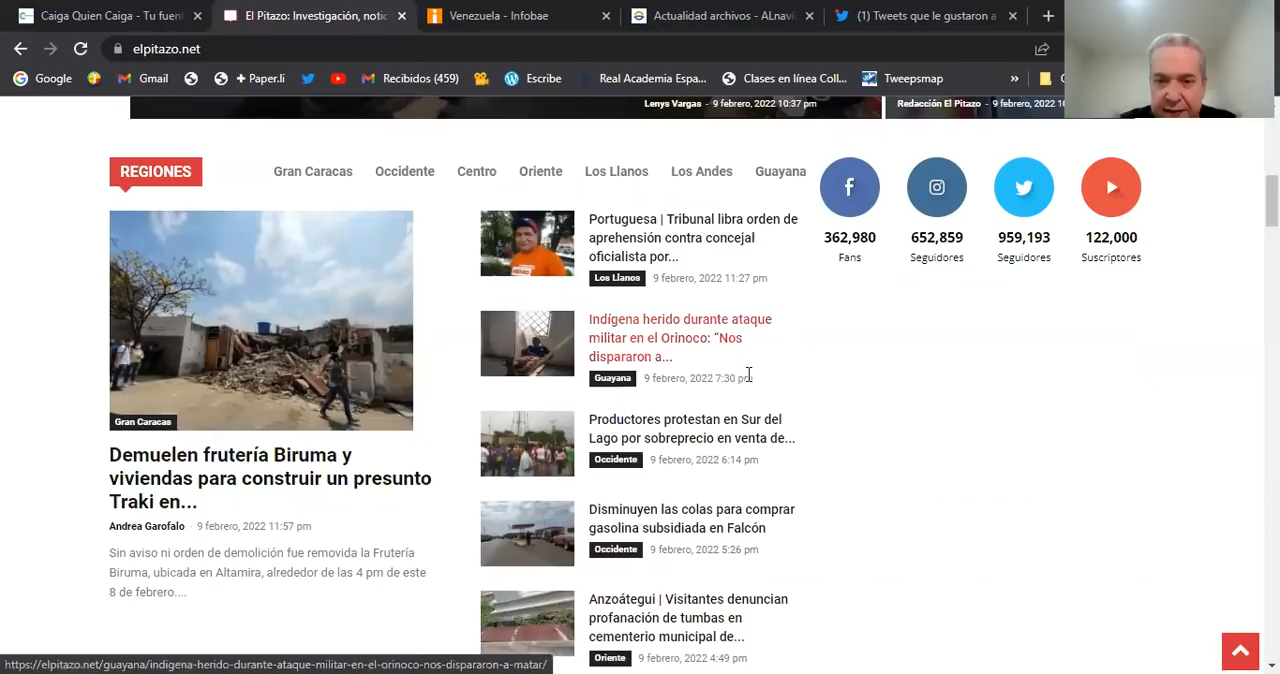 Caiga Quien Caiga - Tu fuent
El Pitazo: Investigación, notic
Venezuela - Infobae
Actualidad archivos - ALnaví
(1) Tweets que le gustaron a
elpitazo.net
Google
Gmail
+ Paper.li
Recibidos (459)
Escribe
Real Academia Espa...
Clases en línea Coll...
Tweepsmap
»
Lenys Vargas - 9 febrero, 2022 10:37 pm
Redacción El Pitazo - 9 febrero, 2022 10:
REGIONES
Gran Caracas
Occidente
Centro
Oriente
Los Llanos
Los Andes
Guayana
362,980
652,859
959,193
122,000
Fans
Seguidores
Seguidores
Suscriptores
Gran Caracas
Demuelen frutería Biruma y
viviendas para construir un presunto
Traki en...
Andrea Garofalo - 9 febrero, 2022 11:57 pm
Sin aviso ni orden de demolición fue removida la Frutería
Biruma, ubicada en Altamira, alrededor de las 4 pm de este
8 de febrero....
Portuguesa | Tribunal libra orden de
aprehensión contra concejal
oficialista por...
Los Llanos 9 febrero, 2022 11:27 pm
Indígena herido durante ataque
militar en el Orinoco: “Nos
dispararon a...
Guayana 9 febrero, 2022 7:30 pm
Productores protestan en Sur del
Lago por sobreprecio en venta de...
Occidente 9 febrero, 2022 6:14 pm
Disminuyen las colas para comprar
gasolina subsidiada en Falcón
Occidente 9 febrero, 2022 5:26 pm
Anzoátegui | Visitantes denuncian
profanación de tumbas en
cementerio municipal de...
Oriente 9 febrero, 2022 4:49 pm
https://elpitazo.net/guayana/indigena-herido-durante-ataque-militar-en-el-orinoco-nos-dispararon-a-matar/